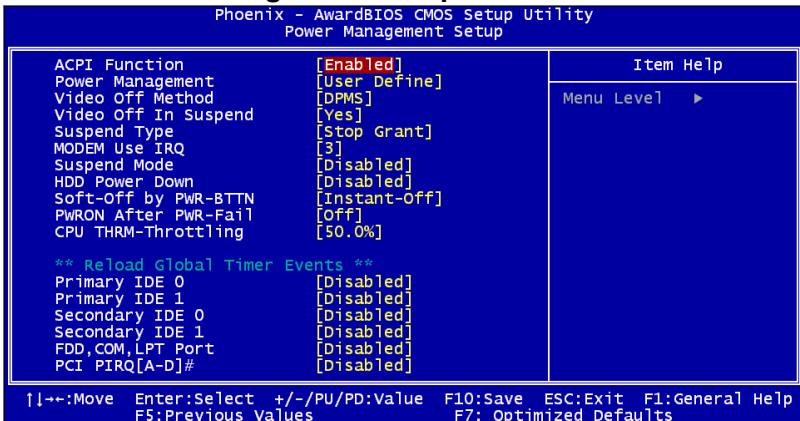 Phoenix - AwardBIOS CMOS Setup Utility
Power Management Setup
ACPI Function [Enabled]
Power Management [User Define]
Video Off Method [DPMS]
Video Off In Suspend [Yes]
Suspend Type [Stop Grant]
MODEM Use IRQ [3]
Suspend Mode [Disabled]
HDD Power Down [Disabled]
Soft-Off by PWR-BTTN [Instant-Off]
PWRON After PWR-Fail [Off]
CPU THRM-Throttling [50.0%]
** Reload Global Timer Events **
Primary IDE 0 [Disabled]
Primary IDE 1 [Disabled]
Secondary IDE 0 [Disabled]
Secondary IDE 1 [Disabled]
FDD,COM,LPT Port [Disabled]
PCI PIRQ[A-D]# [Disabled]
Item Help
Menu Level ►
↑↓→←:Move Enter:Select +/-/PU/PD:Value F10:Save ESC:Exit F1:General Help
F5:Previous Values F7: Optimized Defaults